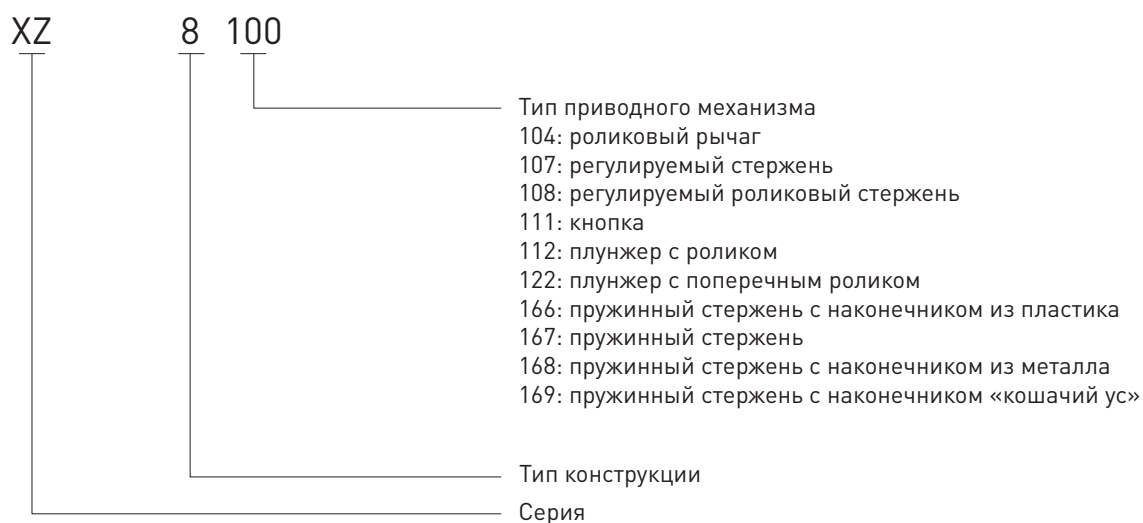 XZ 8 100
Тип приводного механизма
104: роликовый рычаг
107: регулируемый стержень
108: регулируемый роликовый стержень
111: кнопка
112: плунжер с роликом
122: плунжер с поперечным роликом
166: пружинный стержень с наконечником из пластика
167: пружинный стержень
168: пружинный стержень с наконечником из металла
169: пружинный стержень с наконечником «кошачий ус»
Тип конструкции
Серия